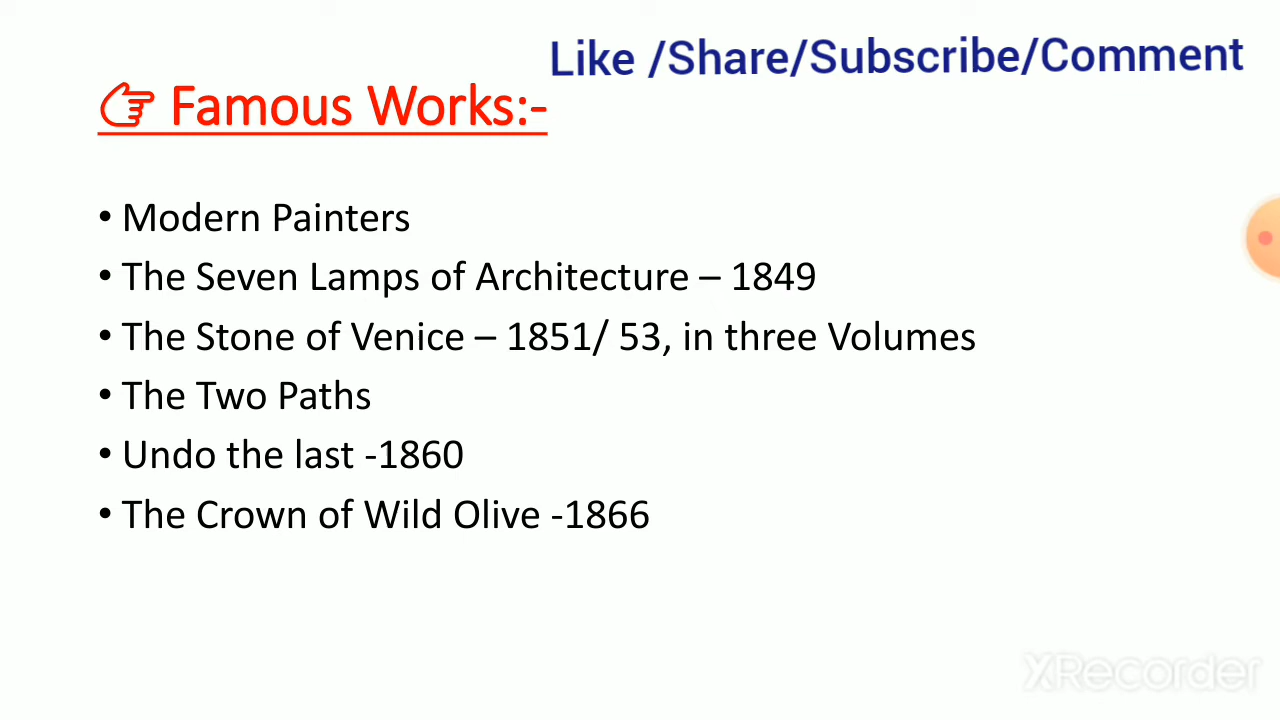 Like /Share/Subscribe/Comment
👉 Famous Works:-
• Modern Painters
• The Seven Lamps of Architecture – 1849
• The Stone of Venice – 1851/ 53, in three Volumes
• The Two Paths
• Undo the last -1860
• The Crown of Wild Olive -1866
XRecorder